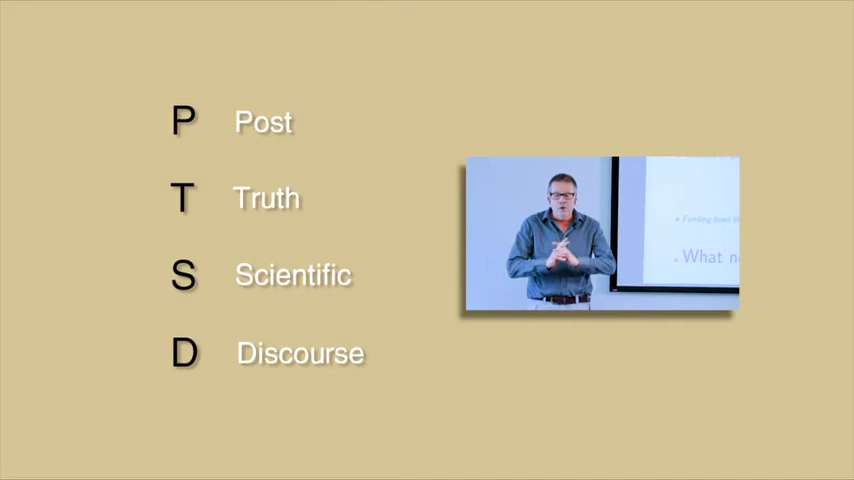 P Post
T Truth
S Scientific
D Discourse
What